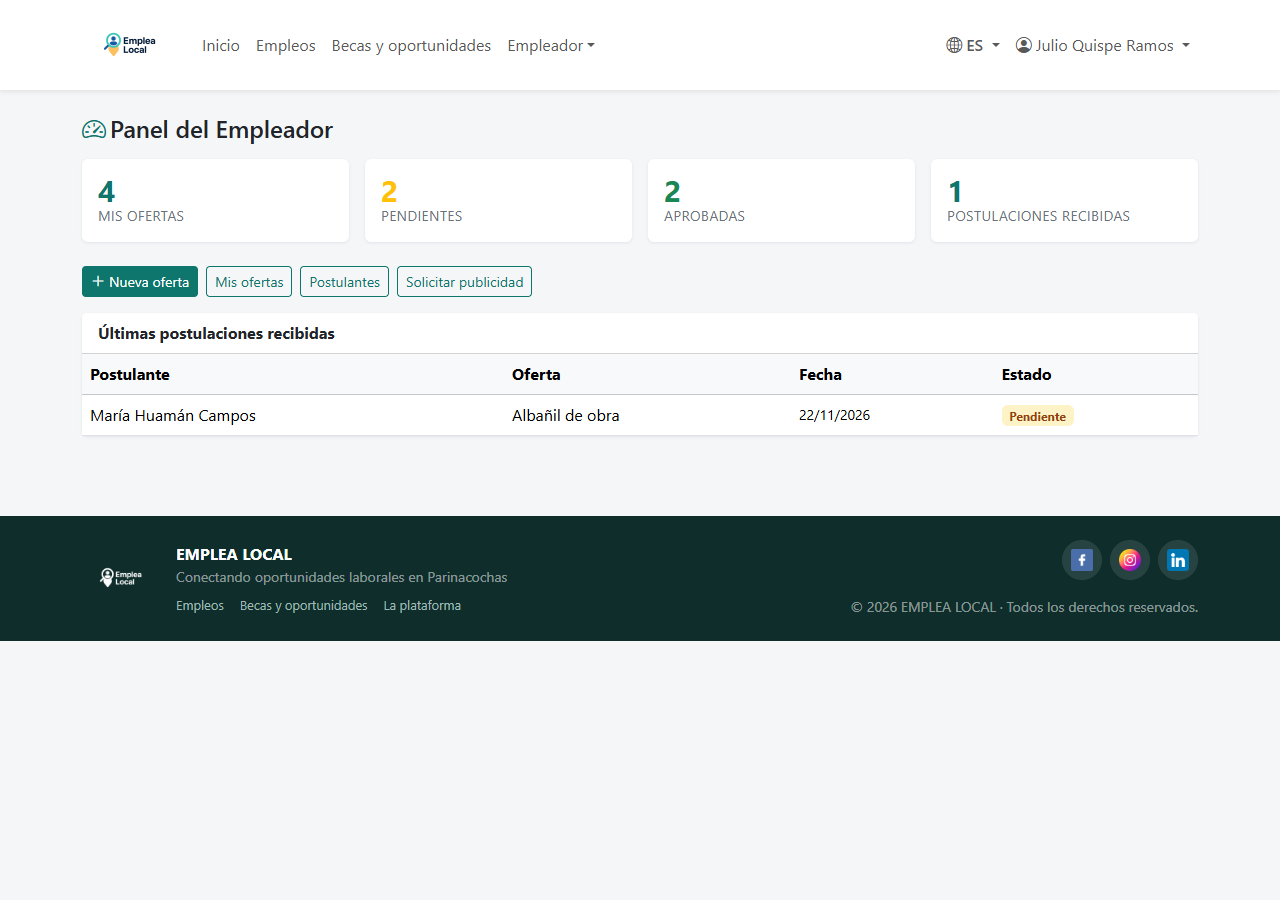 Emplea Local
Inicio Empleos Becas y oportunidades Empleador
ES Julio Quispe Ramos
Panel del Empleador
4
MIS OFERTAS
2
PENDIENTES
2
APROBADAS
1
POSTULACIONES RECIBIDAS
+ Nueva oferta Mis ofertas Postulantes Solicitar publicidad
Últimas postulaciones recibidas
Postulante Oferta Fecha Estado
María Huamán Campos Albañil de obra 22/11/2026 Pendiente
Emplea Local
EMPLEA LOCAL
Conectando oportunidades laborales en Parinacochas
Empleos Becas y oportunidades La plataforma
© 2026 EMPLEA LOCAL · Todos los derechos reservados.